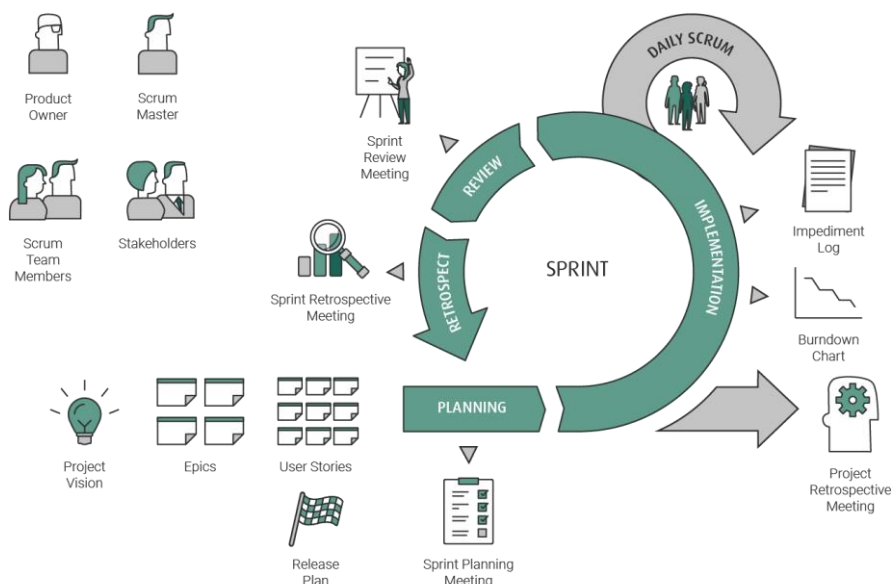 Product
Owner
Scrum
Master
Scrum
Team
Members
Stakeholders
Sprint
Review
Meeting
DAILY SCRUM
REVIEW
IMPLEMENTATION
Impediment
Log
Sprint Retrospective
Meeting
RETROSPECT
SPRINT
Burndown
Chart
PLANNING
Project
Vision
Epics
User Stories
Project
Retrospective
Meeting
Release
Plan
Sprint Planning
Meeting